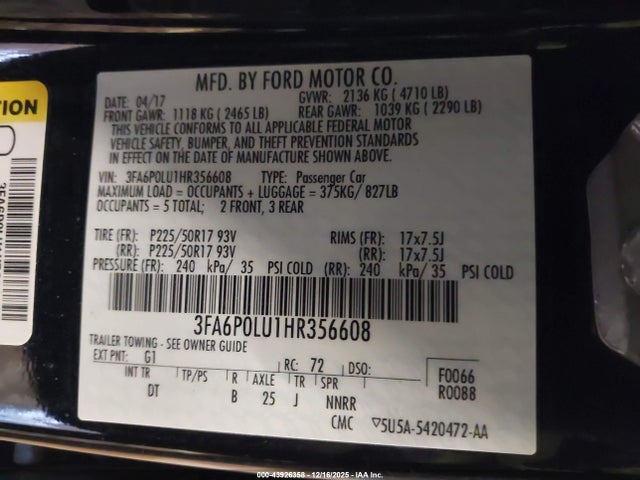 MFD. BY FORD MOTOR CO.
DATE: 04/17 GVWR: 2136 KG ( 4710 LB)
FRONT GAWR: 1118 KG ( 2465 LB) REAR GAWR: 1039 KG ( 2290 LB)
THIS VEHICLE CONFORMS TO ALL APPLICABLE FEDERAL MOTOR
VEHICLE SAFETY, BUMPER, AND THEFT PREVENTION STANDARDS
IN EFFECT ON THE DATE OF MANUFACTURE SHOWN ABOVE.
VIN: 3FA6P0LU1HR356608 TYPE: Passenger Car
MAXIMUM LOAD = OCCUPANTS + LUGGAGE = 375KG/ 827LB
OCCUPANTS = 5 TOTAL; 2 FRONT, 3 REAR
TIRE (FR): P225/50R17 93V RIMS (FR): 17x7.5J
(RR): P225/50R17 93V (RR): 17x7.5J
PRESSURE (FR): 240 kPa/ 35 PSI COLD (RR): 240 kPa/ 35 PSI COLD
3FA6P0LU1HR356608
TRAILER TOWING - SEE OWNER GUIDE
EXT PNT: G1 RC: 72 DSO: F0066
R0088
INT TR TP/PS R AXLE TR SPR
DT B 25 J NNRR
CMC ▽5U5A-5420472-AA
000-43926358 - 12/16/2025 - IAA Inc.